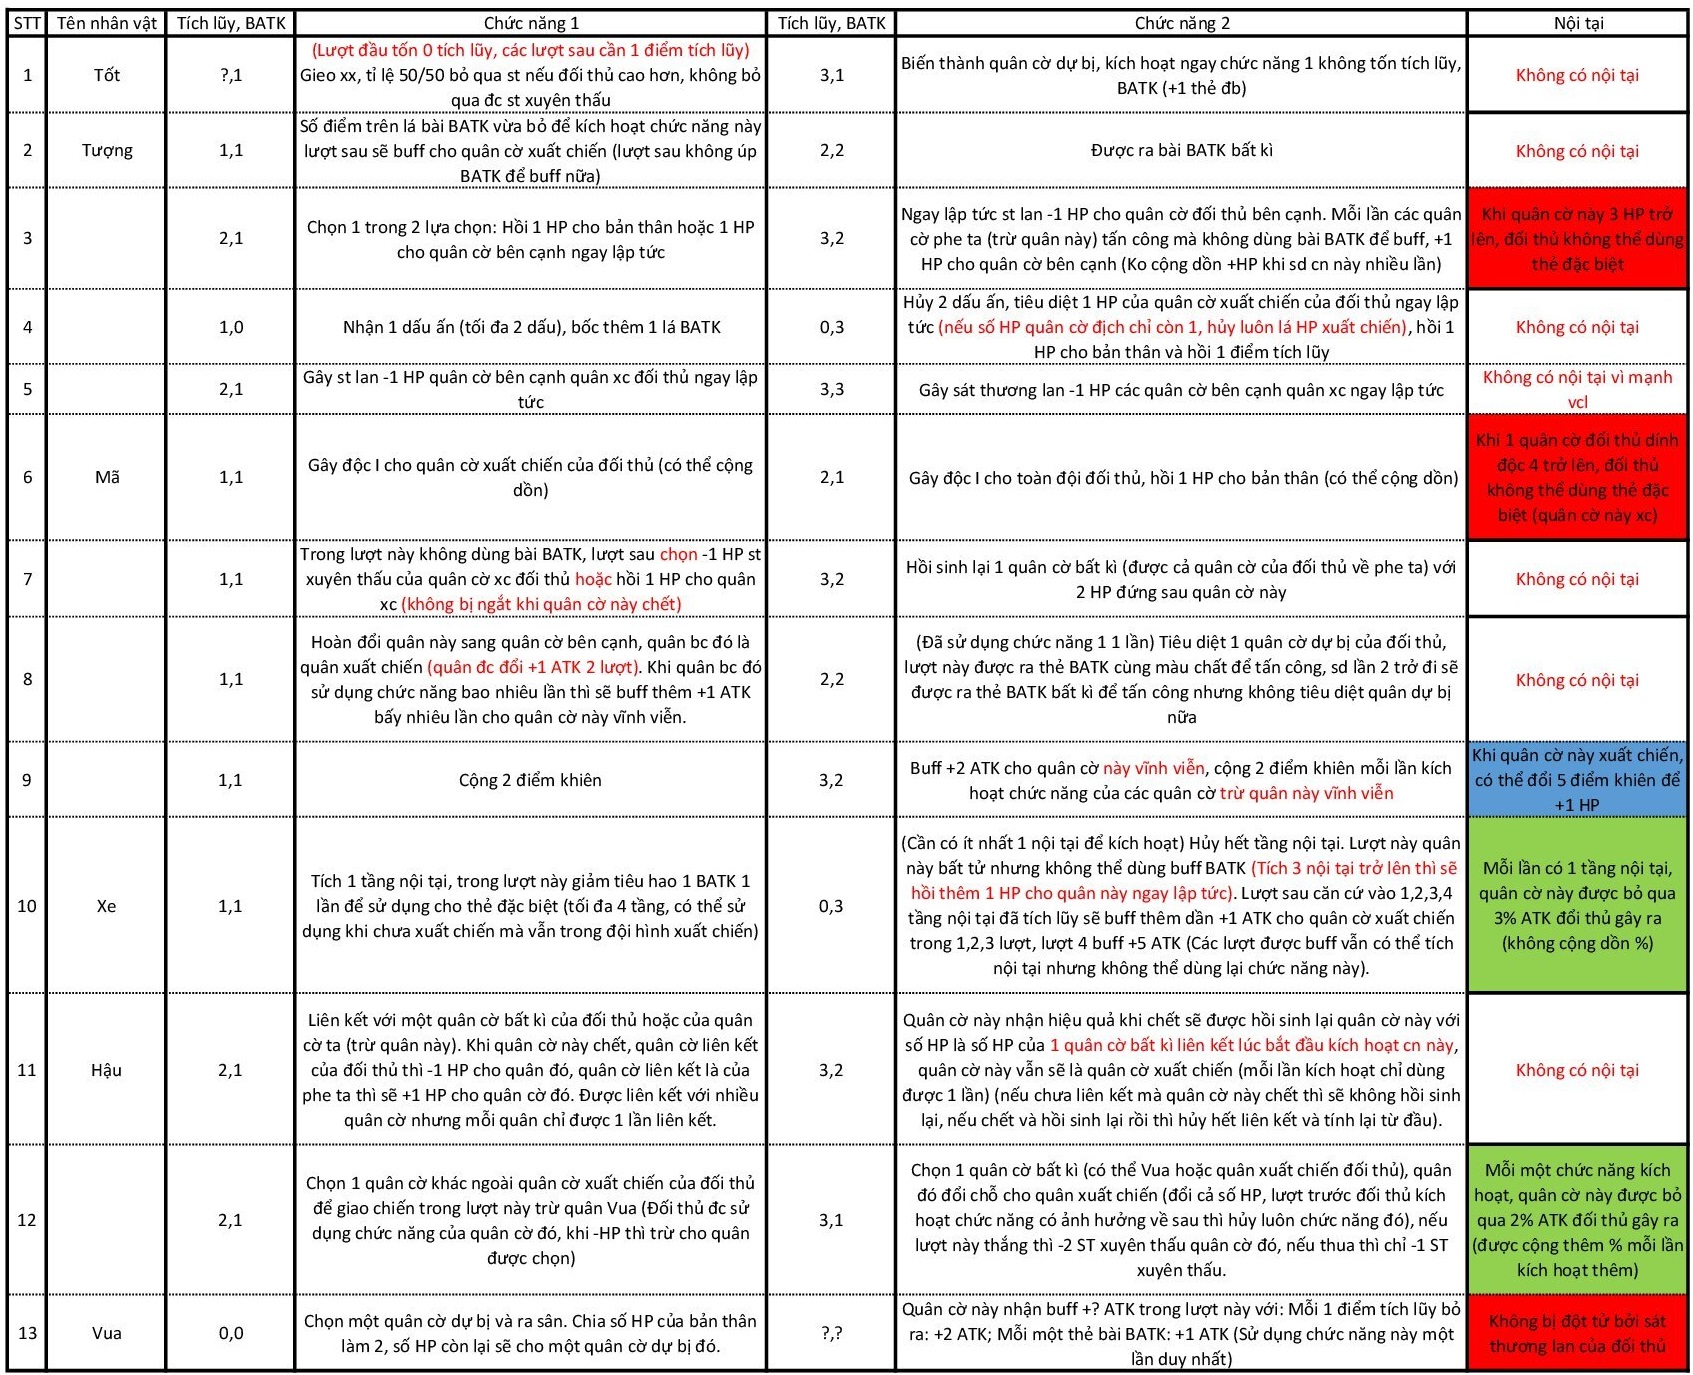 STT Tên nhân vật Tích lũy, BATK Chức năng 1 Tích lũy, BATK Chức năng 2 Nội tại
1 Tốt ?,1
(Lượt đầu tốn 0 tích lũy, các lượt sau cần 1 điểm tích lũy)
Gieo xx, tỉ lệ 50/50 bỏ qua st nếu đối thủ cao hơn, không bỏ
qua đc st xuyên thấu
3,1
Biến thành quân cờ dự bị, kích hoạt ngay chức năng 1 không tốn tích lũy,
BATK (+1 thẻ đb)
Không có nội tại
2 Tượng 1,1
Số điểm trên lá bài BATK vừa bỏ để kích hoạt chức năng này
lượt sau sẽ buff cho quân cờ xuất chiến (lượt sau không úp
BATK để buff nữa)
2,2
Được ra bài BATK bất kì
Không có nội tại
3 2,1
Chọn 1 trong 2 lựa chọn: Hồi 1 HP cho bản thân hoặc 1 HP
cho quân cờ bên cạnh ngay lập tức
3,2
Ngay lập tức st lan -1 HP cho quân cờ đối thủ bên cạnh. Mỗi lần các quân
cờ phe ta (trừ quân này) tấn công mà không dùng bài BATK để buff, +1
HP cho quân cờ bên cạnh (Ko cộng dồn +HP khi sd cn này nhiều lần)
Khi quân cờ này 3 HP trở
lên, đối thủ không thể dùng
thẻ đặc biệt
4 1,0
Nhận 1 dấu ấn (tối đa 2 dấu), bốc thêm 1 lá BATK
0,3
Hủy 2 dấu ấn, tiêu diệt 1 HP của quân cờ xuất chiến của đối thủ ngay lập
tức (nếu số HP quân cờ địch chỉ còn 1, hủy luôn lá HP xuất chiến), hồi 1
HP cho bản thân và hồi 1 điểm tích lũy
Không có nội tại
5 2,1
Gây st lan -1 HP quân cờ bên cạnh quân xc đối thủ ngay lập
tức
3,3
Gây sát thương lan -1 HP các quân cờ bên cạnh quân xc ngay lập tức
Không có nội tại vì mạnh
vcl
6 Mã 1,1
Gây độc I cho quân cờ xuất chiến của đối thủ (có thể cộng
dồn)
2,1
Gây độc I cho toàn đội đối thủ, hồi 1 HP cho bản thân (có thể cộng dồn)
Khi 1 quân cờ đối thủ dính
độc 4 trở lên, đối thủ
không thể dùng thẻ đặc
biệt (quân cờ này xc)
7 1,1
Trong lượt này không dùng bài BATK, lượt sau chọn -1 HP st
xuyên thấu của quân cờ xc đối thủ hoặc hồi 1 HP cho quân
xc (không bị ngắt khi quân cờ này chết)
3,2
Hồi sinh lại 1 quân cờ bất kì (được cả quân cờ của đối thủ về phe ta) với
2 HP đứng sau quân cờ này
Không có nội tại
8 1,1
Hoàn đổi quân này sang quân cờ bên cạnh, quân bc đó là
quân xuất chiến (quân đc đổi +1 ATK 2 lượt). Khi quân bc đó
sử dụng chức năng bao nhiêu lần thì sẽ buff thêm +1 ATK
bấy nhiêu lần cho quân cờ này vĩnh viễn.
2,2
(Đã sử dụng chức năng 1 1 lần) Tiêu diệt 1 quân cờ dự bị của đối thủ,
lượt này được ra thẻ BATK cùng màu chất để tấn công, sd lần 2 trở đi sẽ
được ra thẻ BATK bất kì để tấn công nhưng không tiêu diệt quân dự bị
nữa
Không có nội tại
9 1,1
Cộng 2 điểm khiên
3,2
Buff +2 ATK cho quân cờ này vĩnh viễn, cộng 2 điểm khiên mỗi lần kích
hoạt chức năng của các quân cờ trừ quân này vĩnh viễn
Khi quân cờ này xuất chiến,
có thể đổi 5 điểm khiên để
+1 HP
10 Xe 1,1
Tích 1 tầng nội tại, trong lượt này giảm tiêu hao 1 BATK 1
lần để sử dụng cho thẻ đặc biệt (tối đa 4 tầng, có thể sử
dụng khi chưa xuất chiến mà vẫn trong đội hình xuất chiến)
0,3
(Cần có ít nhất 1 nội tại để kích hoạt) Hủy hết tầng nội tại. Lượt này quân
này bất tử nhưng không thể dùng buff BATK (Tích 3 nội tại trở lên thì sẽ
hồi thêm 1 HP cho quân này ngay lập tức). Lượt sau căn cứ vào 1,2,3,4
tầng nội tại đã tích lũy sẽ buff thêm dần +1 ATK cho quân cờ xuất chiến
trong 1,2,3 lượt, lượt 4 buff +5 ATK (Các lượt được buff vẫn có thể tích
nội tại nhưng không thể dùng lại chức năng này).
Mỗi lần có 1 tầng nội tại,
quân cờ này được bỏ qua
3% ATK đối thủ gây ra
(không cộng dồn %)
11 Hậu 2,1
Liên kết với một quân cờ bất kì của đối thủ hoặc của quân
cờ ta (trừ quân này). Khi quân cờ này chết, quân cờ liên kết
của đối thủ thì -1 HP cho quân đó, quân cờ liên kết là của
phe ta thì sẽ +1 HP cho quân cờ đó. Được liên kết với nhiều
quân cờ nhưng mỗi quân chỉ được 1 lần liên kết.
3,2
Quân cờ này nhận hiệu quả khi chết sẽ được hồi sinh lại quân cờ này với
số HP là số HP của 1 quân cờ bất kì liên kết lúc bắt đầu kích hoạt cn này,
quân cờ này vẫn sẽ là quân cờ xuất chiến (mỗi lần kích hoạt chỉ dùng
được 1 lần) (nếu chưa liên kết mà quân cờ này chết thì sẽ không hồi sinh
lại, nếu chết và hồi sinh lại rồi thì hủy hết liên kết và tính lại từ đầu).
Không có nội tại
12 2,1
Chọn 1 quân cờ khác ngoài quân cờ xuất chiến của đối thủ
để giao chiến trong lượt này trừ quân Vua (Đối thủ đc sử
dụng chức năng của quân cờ đó, khi -HP thì trừ cho quân
được chọn)
3,1
Chọn 1 quân cờ bất kì (có thể Vua hoặc quân xuất chiến đối thủ), quân
đó đổi chỗ cho quân xuất chiến (đổi cả số HP, lượt trước đối thủ kích
hoạt chức năng có ảnh hưởng về sau thì hủy luôn chức năng đó), nếu
lượt này thắng thì -2 ST xuyên thấu quân cờ đó, nếu thua thì chỉ -1 ST
xuyên thấu.
Mỗi một chức năng kích
hoạt, quân cờ này được bỏ
qua 2% ATK đối thủ gây ra
(được cộng thêm % mỗi lần
kích hoạt thêm)
13 Vua 0,0
Chọn một quân cờ dự bị và ra sân. Chia số HP của bản thân
làm 2, số HP còn lại sẽ cho một quân cờ dự bị đó.
?,?
Quân cờ này nhận buff +? ATK trong lượt này với: Mỗi 1 điểm tích lũy bỏ
ra: +2 ATK; Mỗi một thẻ bài BATK: +1 ATK (Sử dụng chức năng này một
lần duy nhất)
Không bị đột tử bởi sát
thương lan của đối thủ